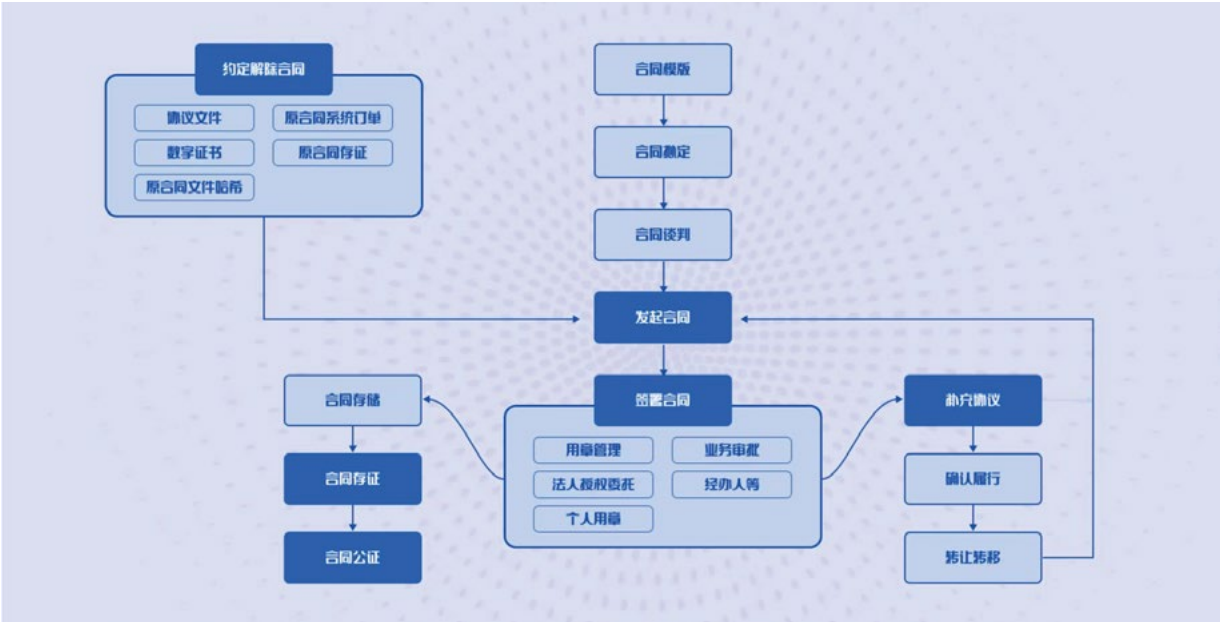 约定解除合同
协议文件
原合同系统订单
数字证书
原合同存证
原合同文件哈希
合同模版
合同拟定
合同谈判
发起合同
签署合同
用章管理
业务审批
法人授权委托
经办人等
个人用章
合同存储
合同存证
合同公证
补充协议
确认履行
转让转移